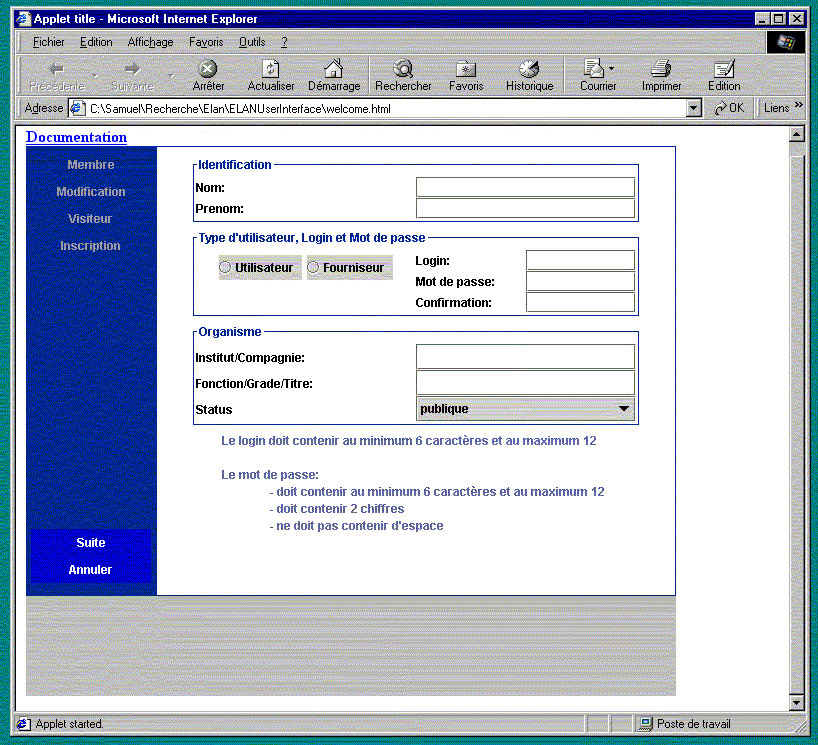 Applet title - Microsoft Internet Explorer
Fichier Edition Affichage Favoris Outils ?
Précédente Suivante Arrêter Actualiser Démarrage Rechercher Favoris Historique Courrier Imprimer Edition
Adresse C:\Samuel\Recherche\Elan\ELANUserInterface\welcome.html OK Liens »
Documentation
Membre
Modification
Visiteur
Inscription
Identification
Nom:
Prenom:
Type d'utilisateur, Login et Mot de passe
Utilisateur Fourniseur
Login:
Mot de passe:
Confirmation:
Organisme
Institut/Compagnie:
Fonction/Grade/Titre:
Status publique
Le login doit contenir au minimum 6 caractères et au maximum 12
Le mot de passe:
- doit contenir au minimum 6 caractères et au maximum 12
- doit contenir 2 chiffres
- ne doit pas contenir d'espace
Suite
Annuler
Applet started. Poste de travail